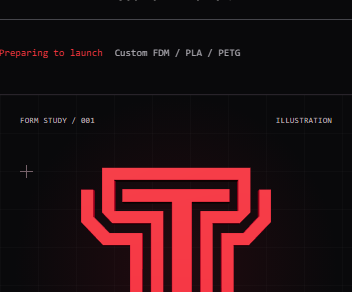 Preparing to launch Custom FDM / PLA / PETG
FORM STUDY / 001
ILLUSTRATION